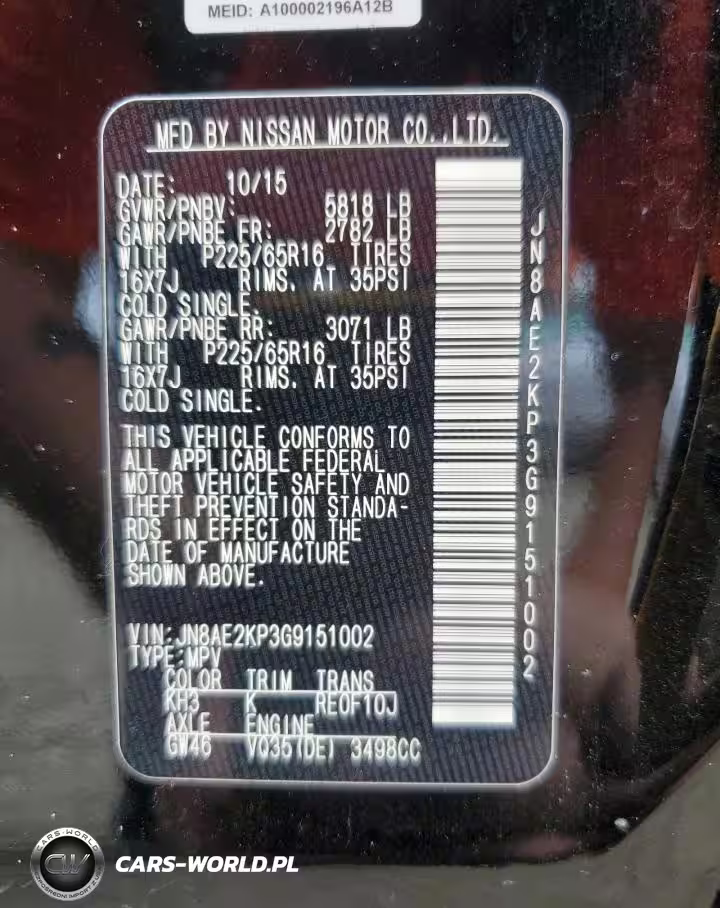 MEID: A100002196A12B
MFD BY NISSAN MOTOR CO.,LTD.
DATE: 10/15
GVWR/PNBV: 5818 LB
GAWR/PNBE FR: 2782 LB
WITH P225/65R16 TIRES
16X7J RIMS. AT 35PSI
COLD SINGLE.
GAWR/PNBE RR: 3071 LB
WITH P225/65R16 TIRES
16X7J RIMS. AT 35PSI
COLD SINGLE.
THIS VEHICLE CONFORMS TO
ALL APPLICABLE FEDERAL
MOTOR VEHICLE SAFETY AND
THEFT PREVENTION STANDA-
RDS IN EFFECT ON THE
DATE OF MANUFACTURE
SHOWN ABOVE.
VIN:JN8AE2KP3G9151002
TYPE:MPV
COLOR TRIM TRANS
KH3 K RE0F10J
AXLE ENGINE
GW46 VQ35(DE) 3498CC
JN8AE2KP3G9151002
CARS-WORLD
CW
CARS-WORLD.PL